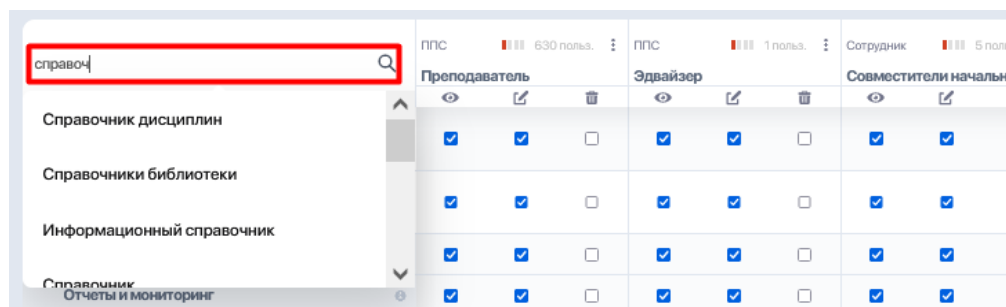 ППС 630 польз. ППС 1 польз. Сотрудник 5 пол
справоч
Преподаватель Эдвайзер Совместители начальн
Справочник дисциплин
Справочники библиотеки
Информационный справочник
Справочник
Отчеты и мониторинг